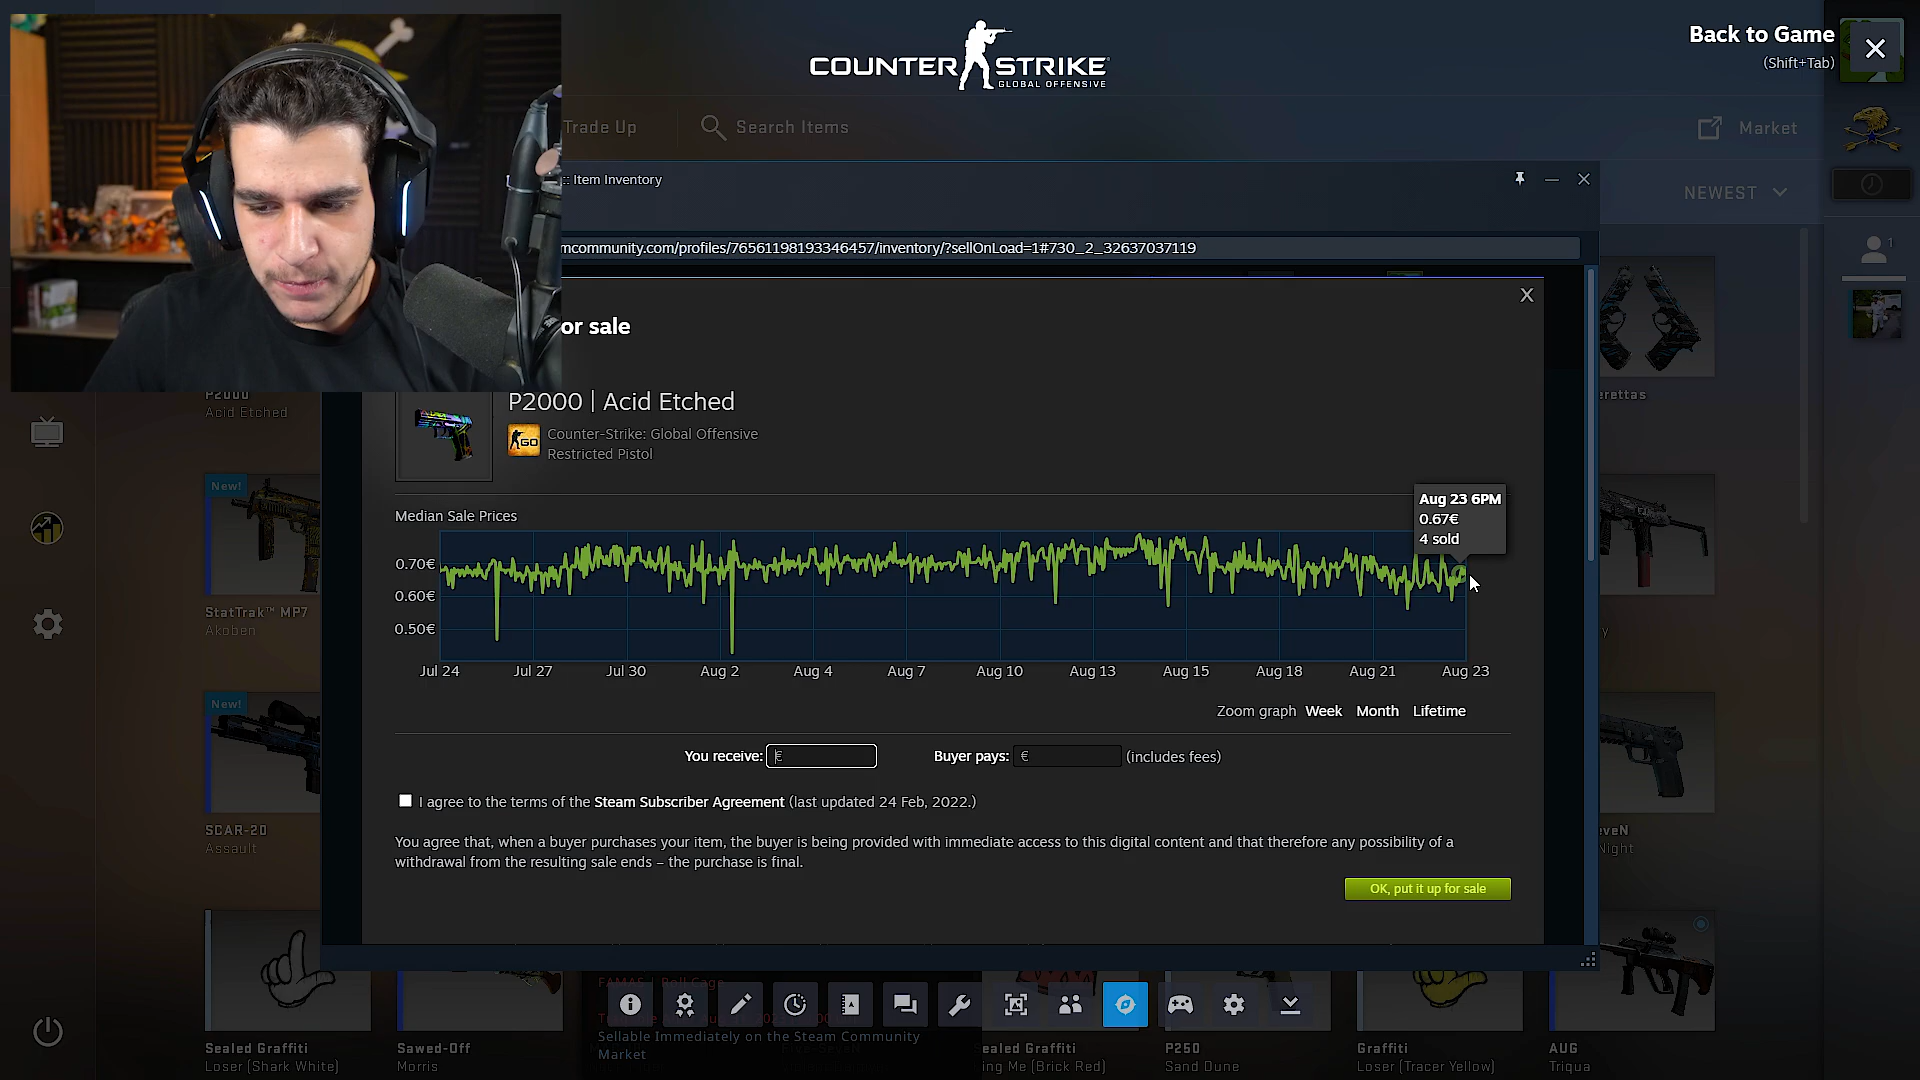 COUNTER STRIKE
GLOBAL OFFENSIVE
Back to Game
(Shift+Tab)
Trade Up
Search Items
Market
:: Item Inventory
NEWEST
mcommunity.com/profiles/76561198193346457/inventory/?sellOnLoad=1#730_2_32637037119
1
X
or sale
P2000
Acid Etched
P2000 | Acid Etched
GO
Counter-Strike: Global Offensive
Restricted Pistol
erettas
New!
Median Sale Prices
Aug 23 6PM
0.67€
4 sold
0.70€
0.60€
0.50€
StatTrak™ MP7
Akoben
y
Jul 24
Jul 27
Jul 30
Aug 2
Aug 4
Aug 7
Aug 10
Aug 13
Aug 15
Aug 18
Aug 21
Aug 23
New!
Zoom graph Week Month Lifetime
You receive: €
Buyer pays: € (includes fees)
I agree to the terms of the Steam Subscriber Agreement (last updated 24 Feb, 2022.)
SCAR-20
Assault
eveN
Night
You agree that, when a buyer purchases your item, the buyer is being provided with immediate access to this digital content and that therefore any possibility of a
withdrawal from the resulting sale ends – the purchase is final.
OK, put it up for sale
FAMAS | Roll Cage
Sellable Immediately on the Steam Community
Market
Sealed Graffiti
Loser (Shark White)
Sawed-Off
Morris
ealed Graffiti
ing Me (Brick Red)
P250
Sand Dune
Graffiti
Loser (Tracer Yellow)
AUG
Triqua